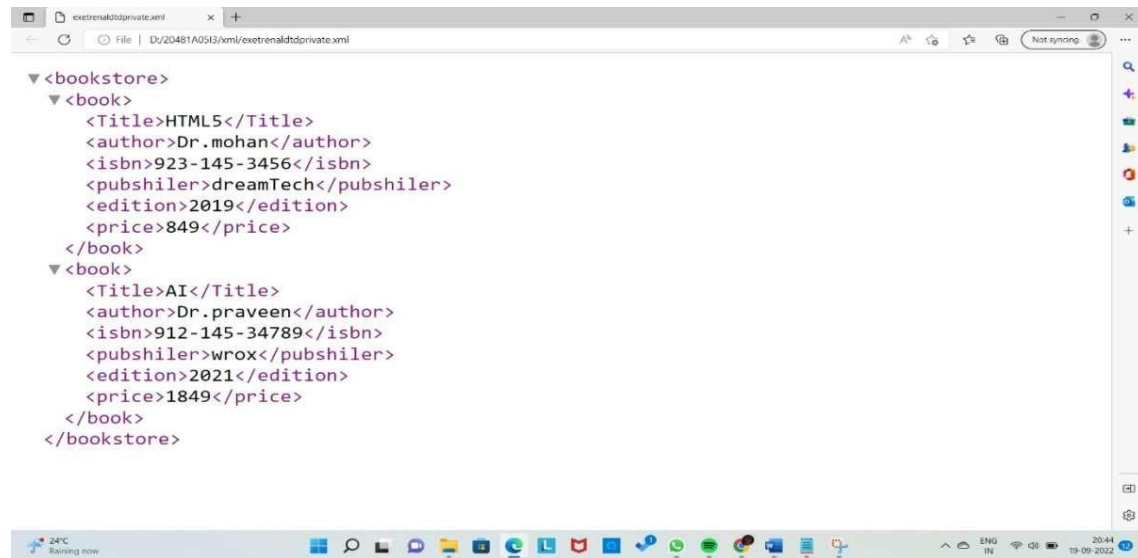 exetrenaldtdprivate.xml
File | D:/20481A05I3/xml/exetrenaldtdprivate.xml
Not syncing
<bookstore>
<book>
<Title>HTML5</Title>
<author>Dr.mohan</author>
<isbn>923-145-3456</isbn>
<pubshiler>dreamTech</pubshiler>
<edition>2019</edition>
<price>849</price>
</book>
<book>
<Title>AI</Title>
<author>Dr.praveen</author>
<isbn>912-145-34789</isbn>
<pubshiler>wrox</pubshiler>
<edition>2021</edition>
<price>1849</price>
</book>
</bookstore>
24°C
Raining now
ENG
IN
20:44
19-09-2022
12